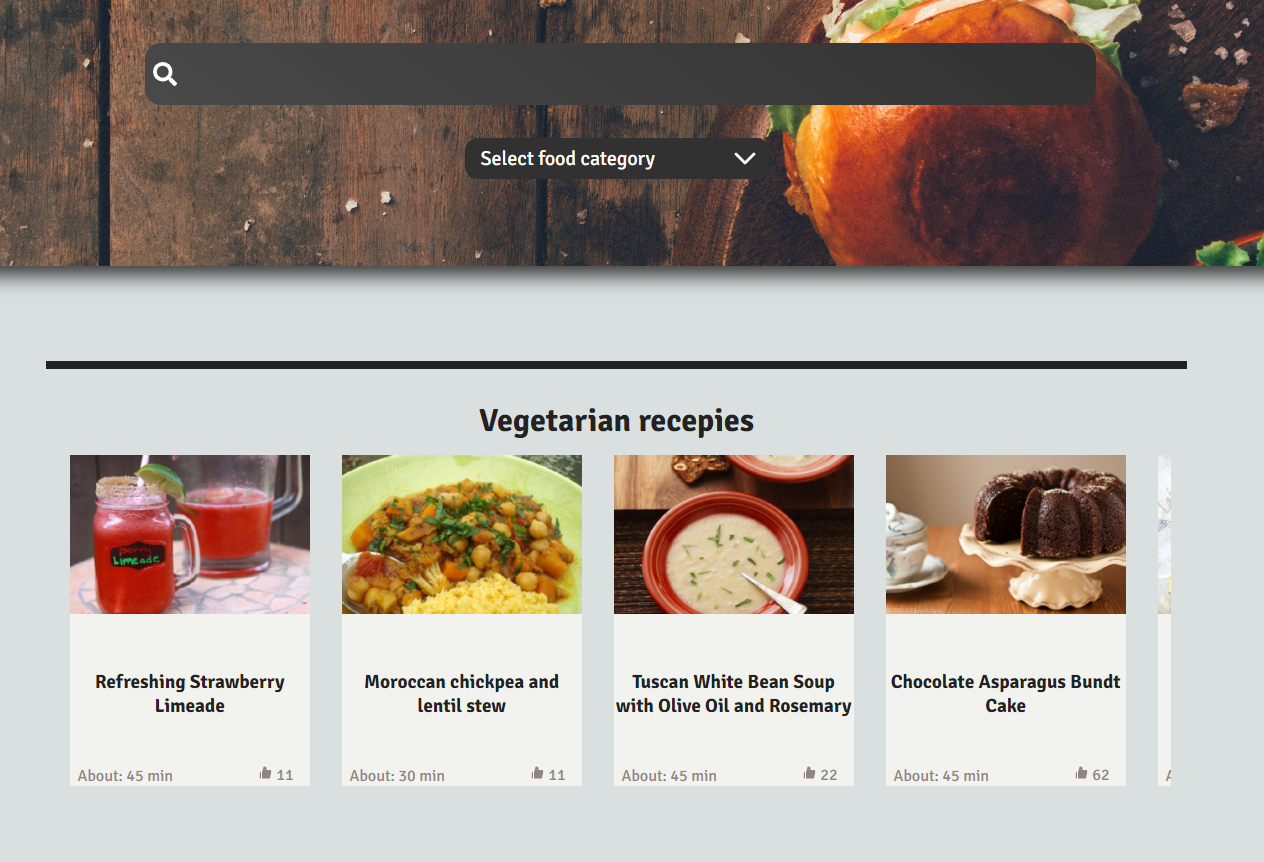 Select food category
Vegetarian recepies
Berry
Limeade
Refreshing Strawberry
Limeade
Moroccan chickpea and
lentil stew
Tuscan White Bean Soup
with Olive Oil and Rosemary
Chocolate Asparagus Bundt
Cake
About: 45 min
11
About: 30 min
11
About: 45 min
22
About: 45 min
62